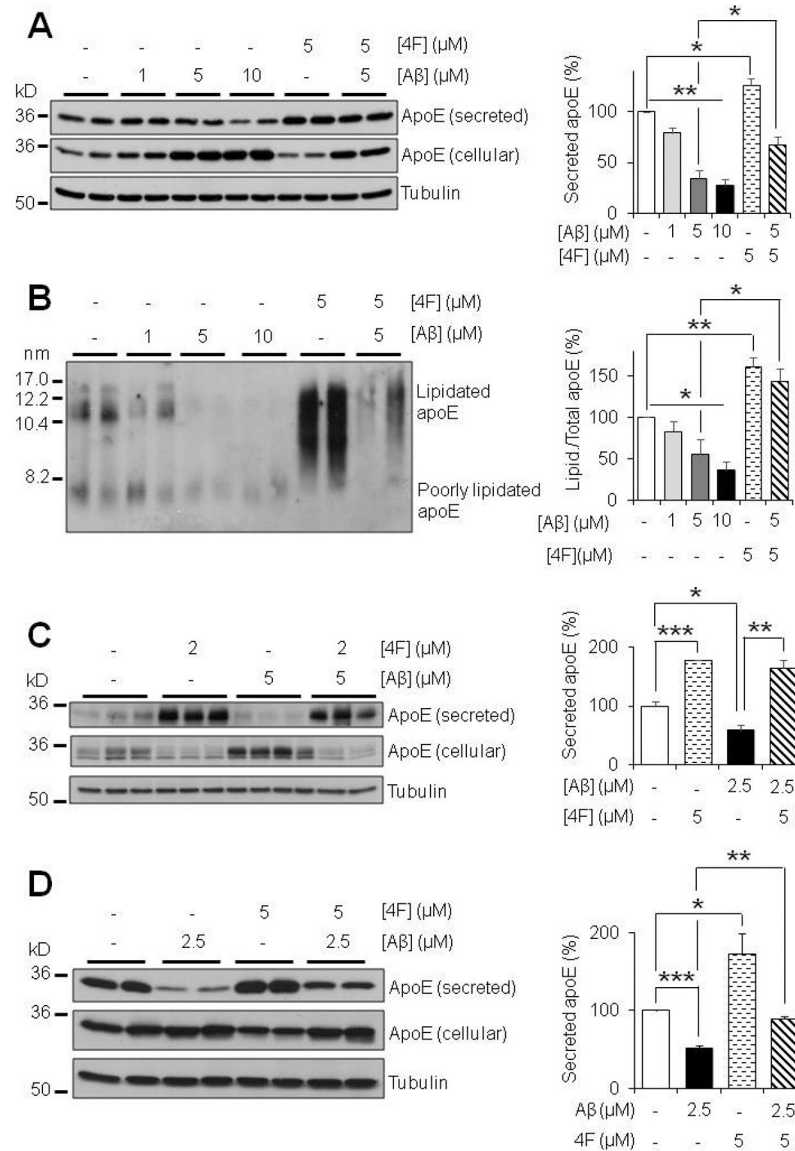 A
- - - - 5 5 [4F] (µM)
- 1 5 10 - 5 [Aβ] (µM)
kD
36
ApoE (secreted)
36
ApoE (cellular)
Tubulin
50
Secreted apoE (%)
100
50
0
* * **
[Aβ] (µM) - 1 5 10 - 5
[4F] (µM) - - - - 5 5
B
- - - - 5 5 [4F] (µM)
- 1 5 10 - 5 [Aβ] (µM)
nm
17.0
12.2
10.4
8.2
Lipidated
apoE
Poorly lipidated
apoE
Lipid./Total apoE (%)
150
100
50
0
* ** *
[Aβ] (µM) - 1 5 10 - 5
[4F](µM) - - - - 5 5
C
- 2 - 2 [4F] (µM)
- - 5 5 [Aβ] (µM)
kD
36
ApoE (secreted)
36
ApoE (cellular)
Tubulin
50
Secreted apoE (%)
200
100
0
* *** **
[Aβ] (µM) - - 2.5 2.5
[4F] (µM) - 5 - 5
D
- - 5 5 [4F] (µM)
- 2.5 - 2.5 [Aβ] (µM)
kD
36
ApoE (secreted)
36
ApoE (cellular)
Tubulin
50
Secreted apoE (%)
200
100
0
** * ***
Aβ (µM) - 2.5 - 2.5
4F (µM) - - 5 5